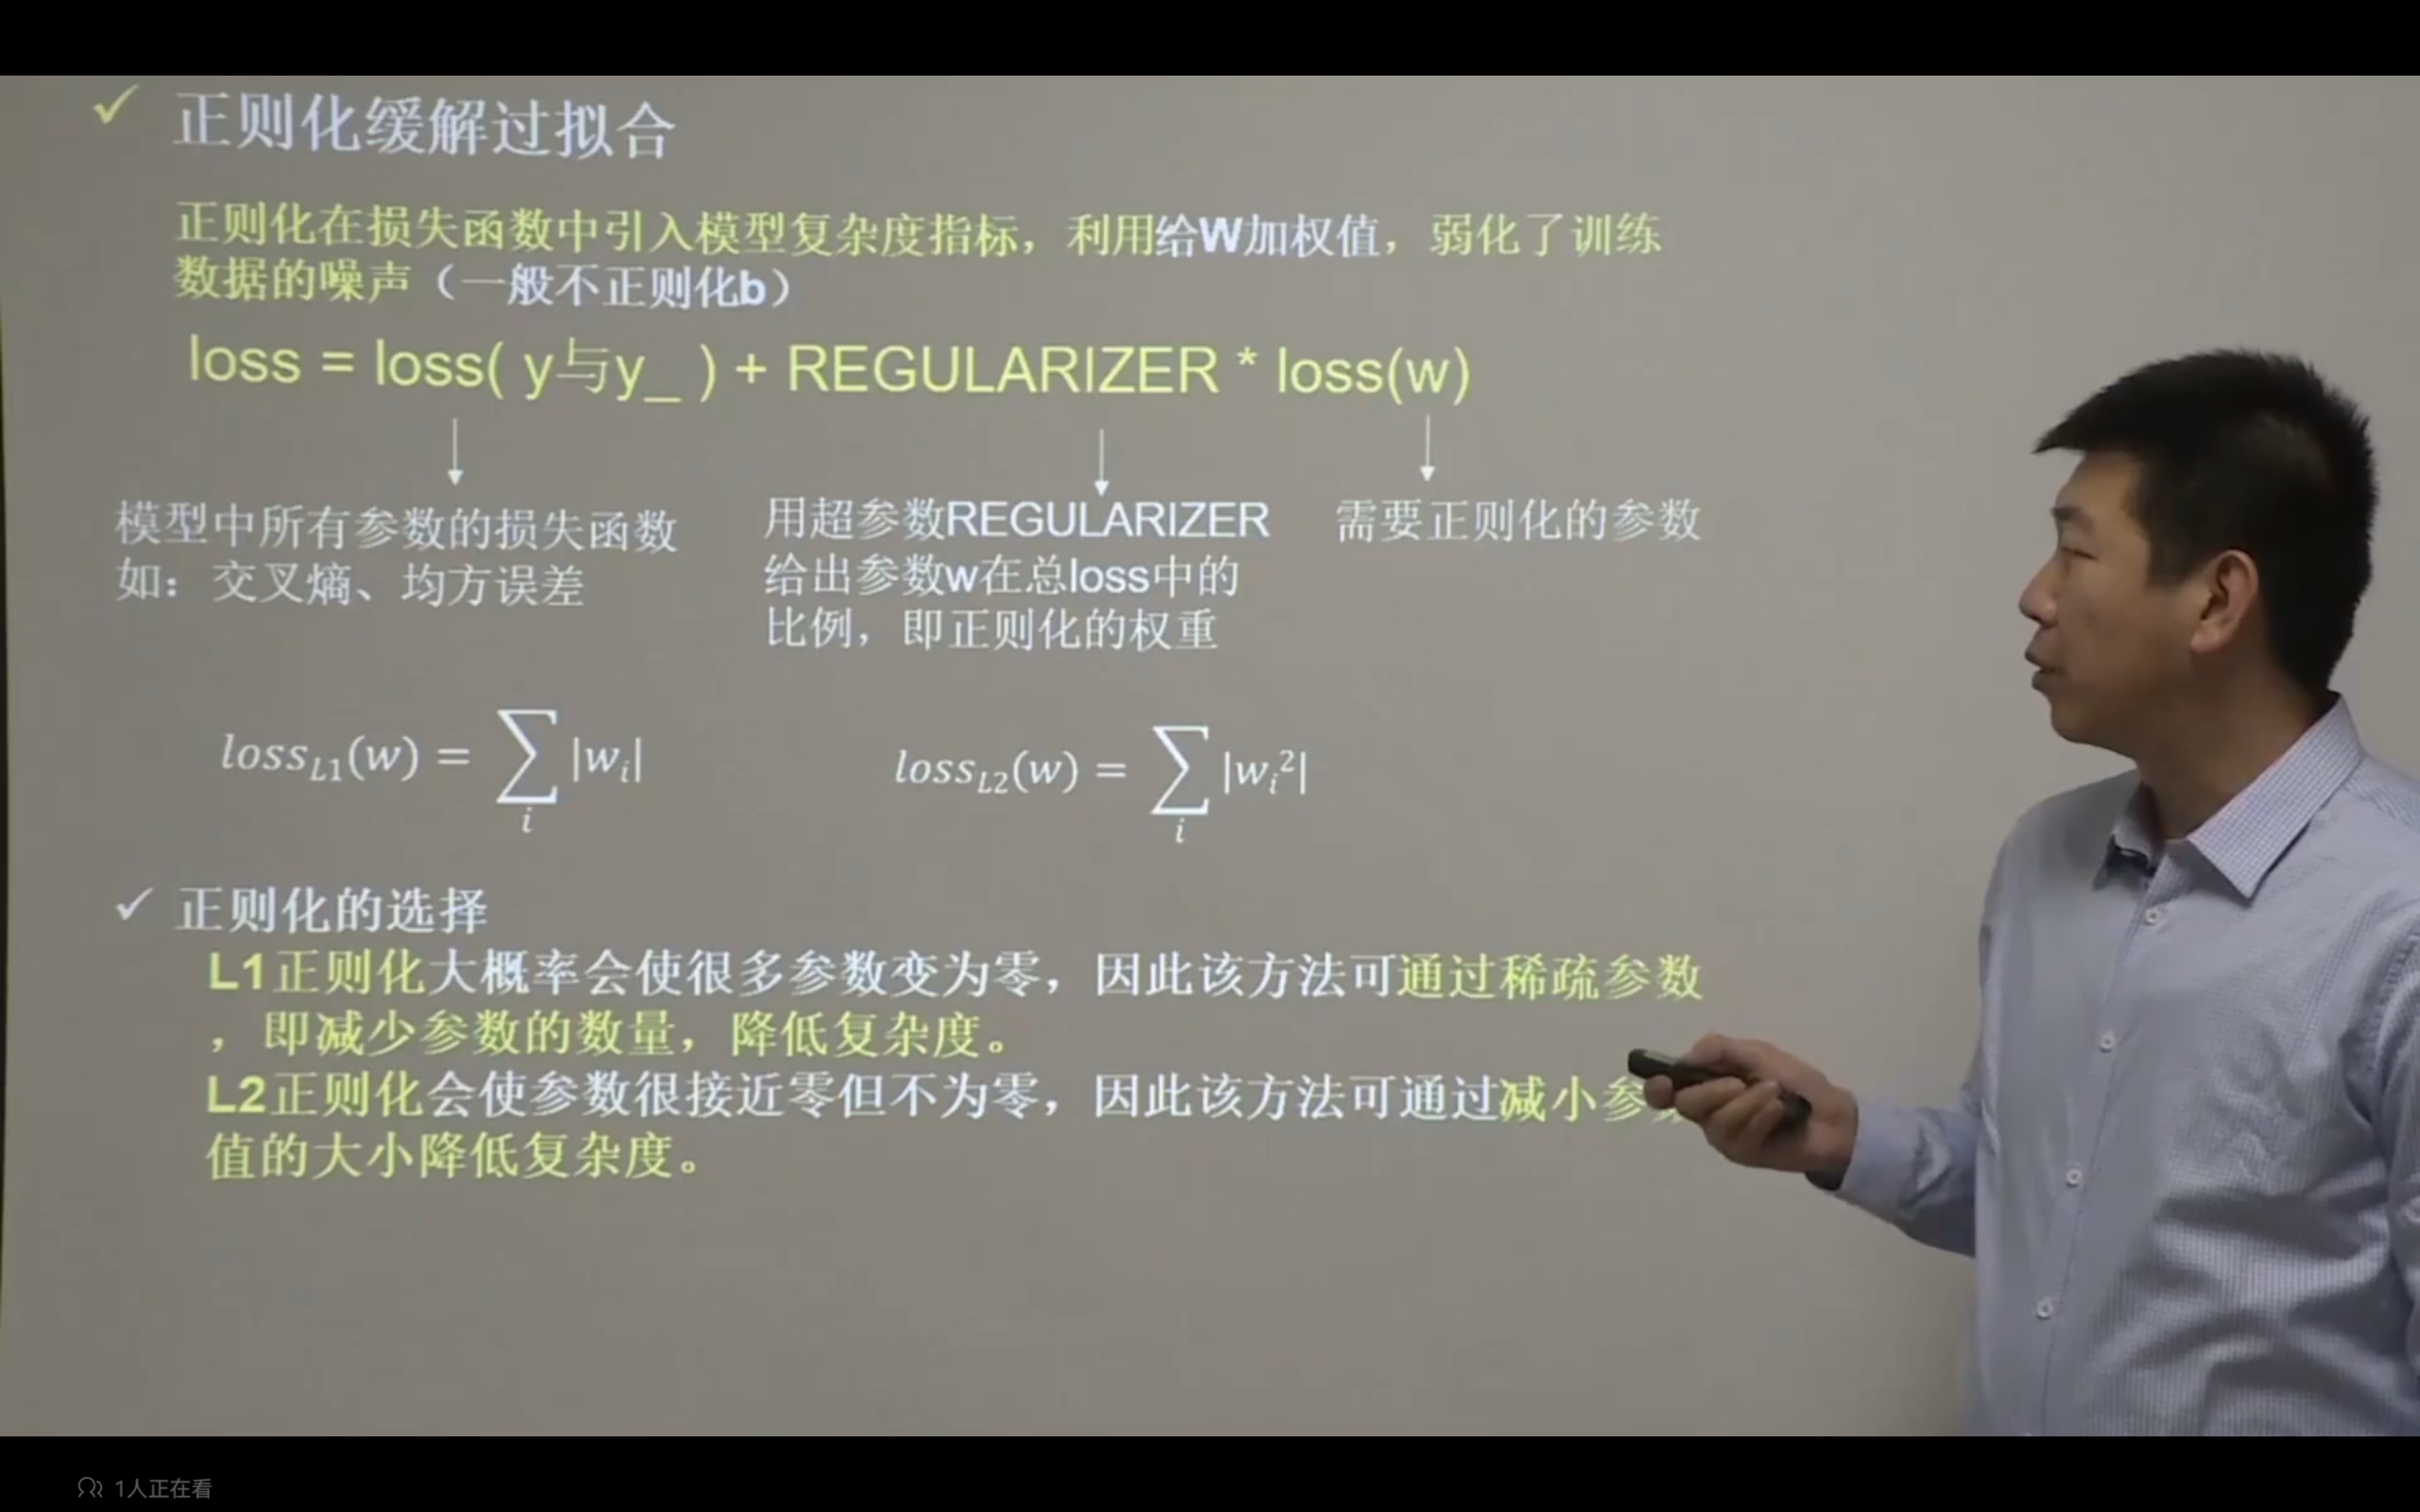 正则化缓解过拟合
正则化在损失函数中引入模型复杂度指标，利用给W加权值，弱化了训练
数据的噪声（一般不正则化b）
loss = loss( y与y_ ) + REGULARIZER * loss(w)
模型中所有参数的损失函数
如：交叉熵、均方误差
用超参数REGULARIZER
给出参数w在总loss中的
比例，即正则化的权重
需要正则化的参数
loss_{L1}(w) = ∑_i |w_i|
loss_{L2}(w) = ∑_i |w_i²|
正则化的选择
L1正则化大概率会使很多参数变为零，因此该方法可通过稀疏参数
，即减少参数的数量，降低复杂度。
L2正则化会使参数很接近零但不为零，因此该方法可通过减小参
值的大小降低复杂度。
1人正在看